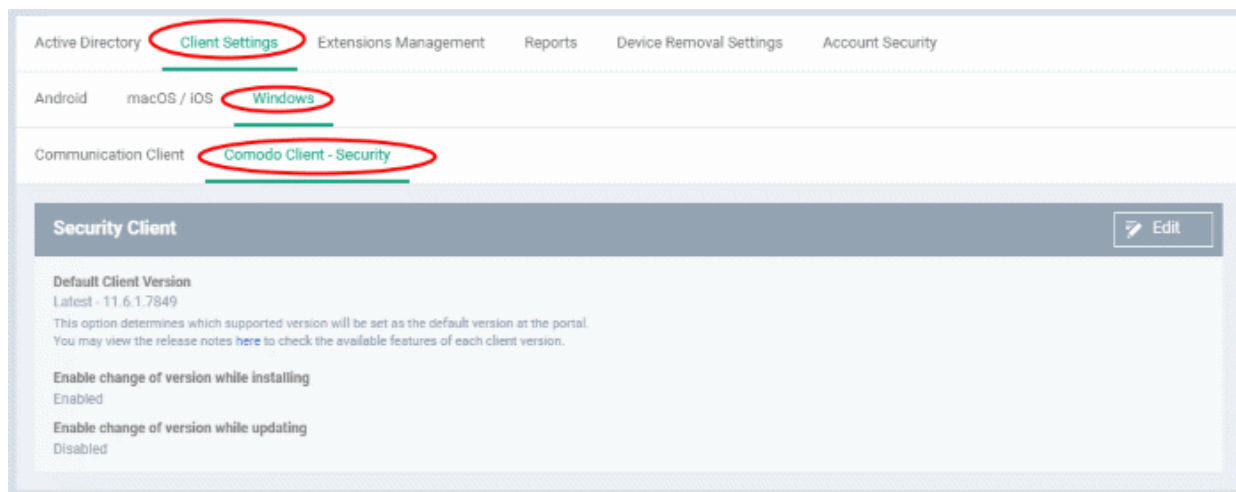 Active Directory Client Settings Extensions Management Reports Device Removal Settings Account Security
Android macOS / iOS Windows
Communication Client Comodo Client - Security
Security Client Edit
Default Client Version
Latest - 11.6.1.7849
This option determines which supported version will be set as the default version at the portal.
You may view the release notes here to check the available features of each client version.
Enable change of version while installing
Enabled
Enable change of version while updating
Disabled